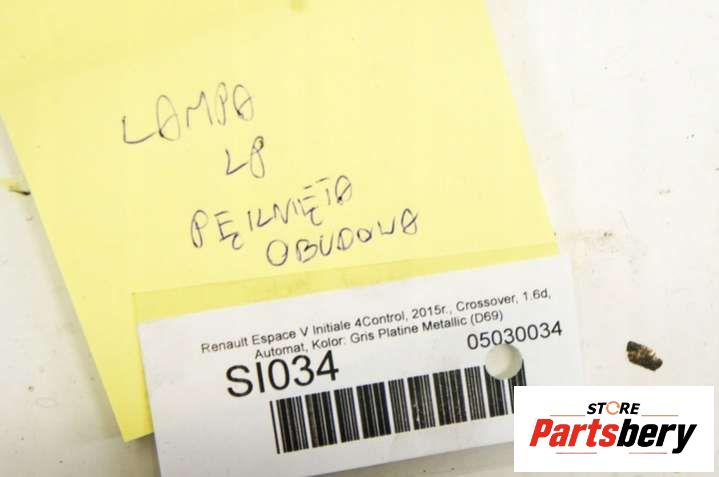 LAMPA
LP
PĘKNIĘTA
OBUDOWA
Renault Espace V Initiale 4Control, 2015r., Crossover, 1.6d,
Automat, Kolor: Gris Platine Metallic (D69)
SI034
05030034
STORE
Partsbery